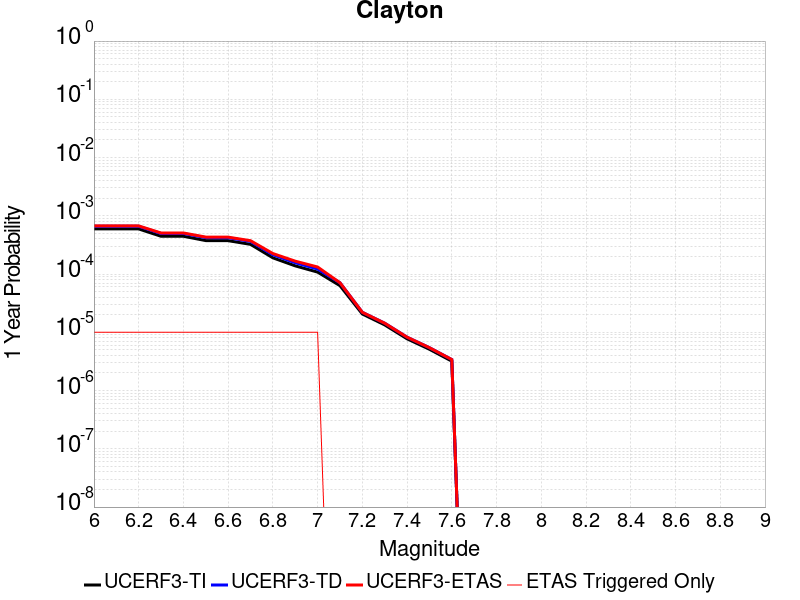 Clayton
10^0
10^-1
10^-2
10^-3
10^-4
10^-5
10^-6
10^-7
10^-8
1 Year Probability
6 6.2 6.4 6.6 6.8 7 7.2 7.4 7.6 7.8 8 8.2 8.4 8.6 8.8 9
Magnitude
UCERF3-TI UCERF3-TD UCERF3-ETAS ETAS Triggered Only